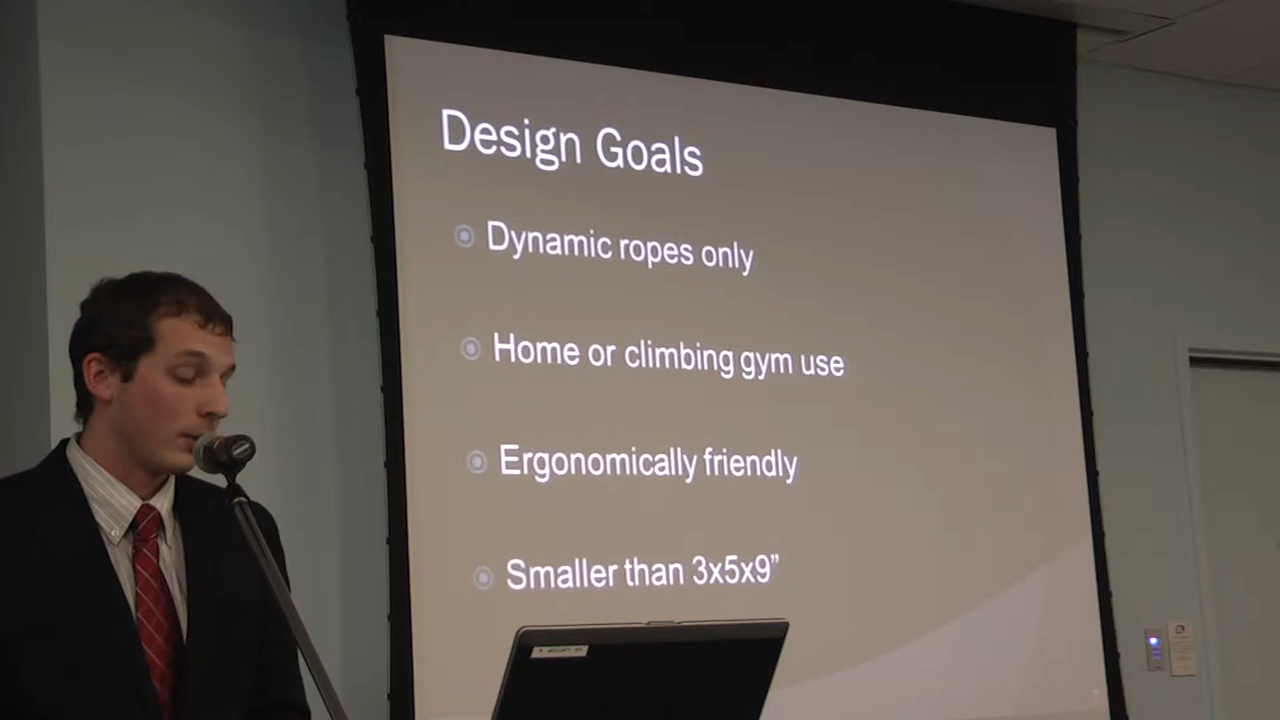 Design Goals
Dynamic ropes only
Home or climbing gym use
Ergonomically friendly
Smaller than 3x5x9”